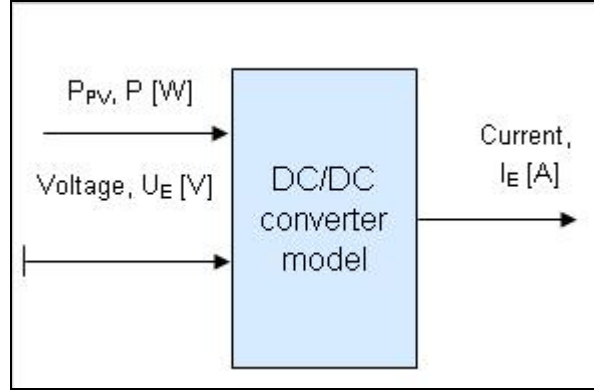 P_PV, P [W]
Voltage, U_E [V]
DC/DC
converter
model
Current,
I_E [A]